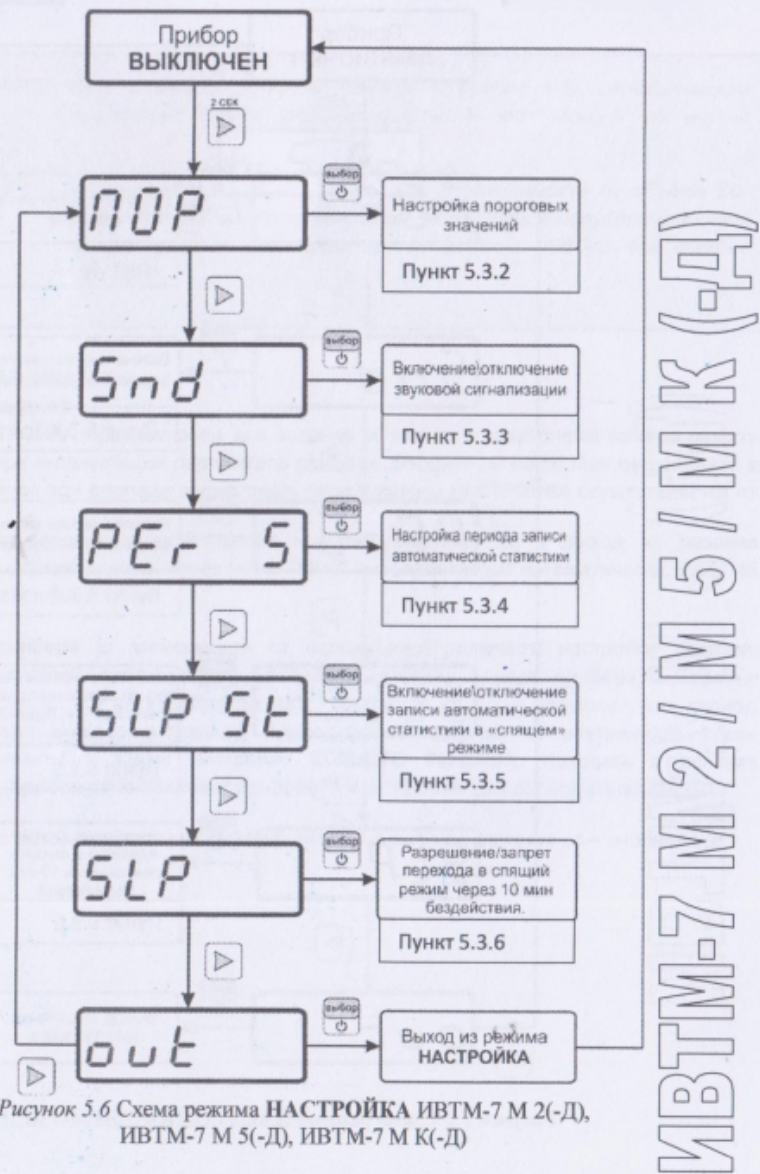 Прибор
ВЫКЛЮЧЕН
2 СЕК
выбор
ПОР
Настройка пороговых
значений
Пункт 5.3.2
выбор
Snd
Включение\отключение
звуковой сигнализации
Пункт 5.3.3
выбор
PEr S
Настройка периода записи
автоматической статистики
Пункт 5.3.4
выбор
SLP St
Включение\отключение
записи автоматической
статистики в «спящем»
режиме
Пункт 5.3.5
выбор
SLP
Разрешение/запрет
перехода в спящий
режим через 10 мин
бездействия.
Пункт 5.3.6
выбор
out
Выход из режима
НАСТРОЙКА
Рисунок 5.6 Схема режима НАСТРОЙКА ИВТМ-7 М 2(-Д),
ИВТМ-7 М 5(-Д), ИВТМ-7 М К(-Д)
ИВТМ-7 М 2 / М 5 / М К (-Д)